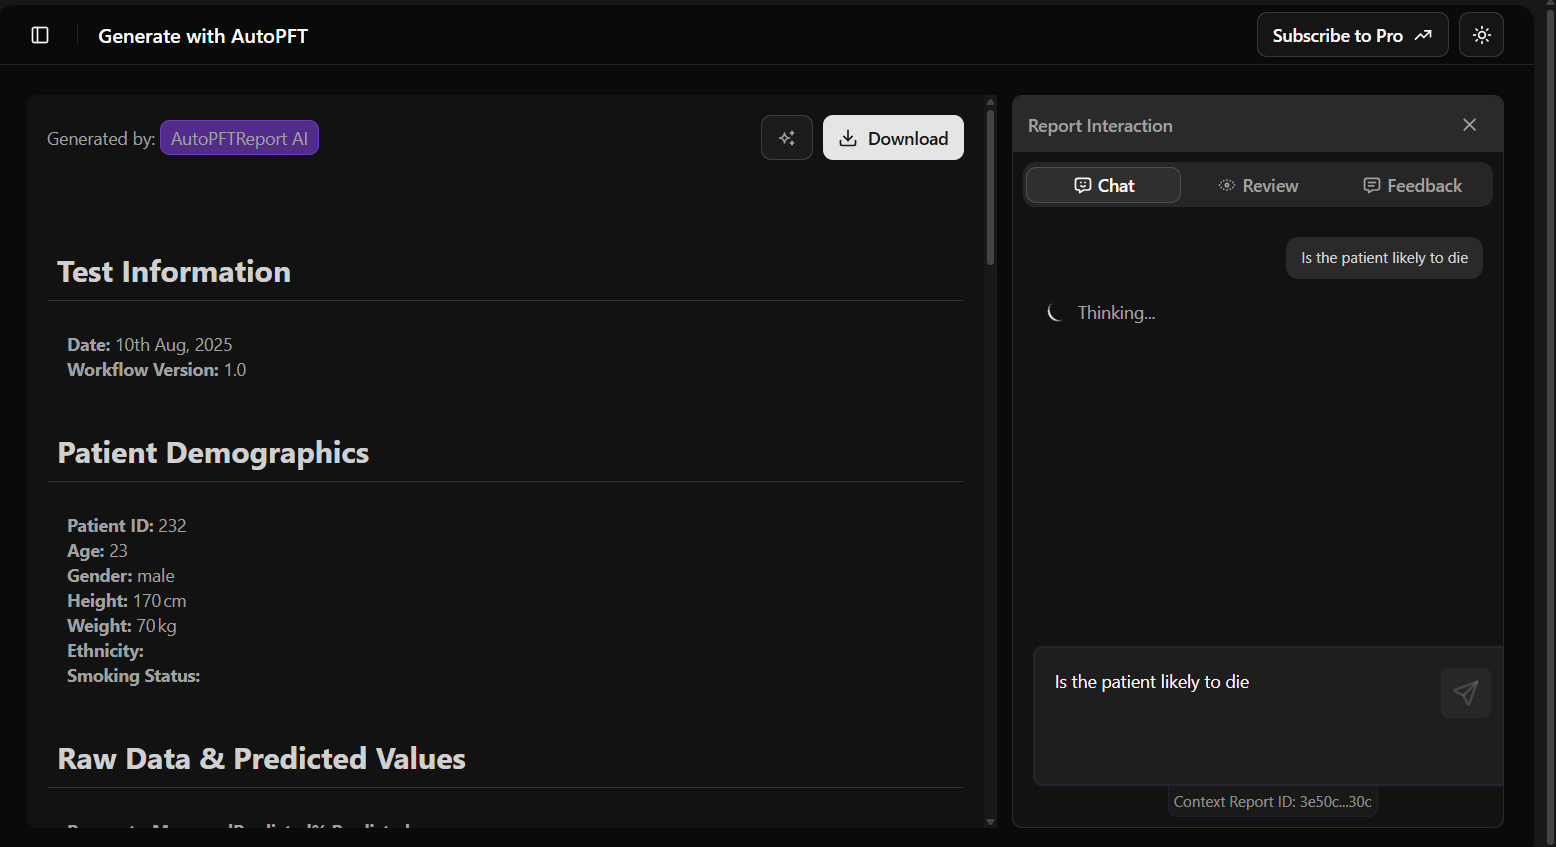 Generate with AutoPFT
Subscribe to Pro
Generated by: AutoPFTReport AI
Download
Test Information
Date: 10th Aug, 2025
Workflow Version: 1.0
Patient Demographics
Patient ID: 232
Age: 23
Gender: male
Height: 170 cm
Weight: 70 kg
Ethnicity:
Smoking Status:
Raw Data & Predicted Values
Report Interaction
Chat
Review
Feedback
Is the patient likely to die
Thinking...
Is the patient likely to die
Context Report ID: 3e50c...30c